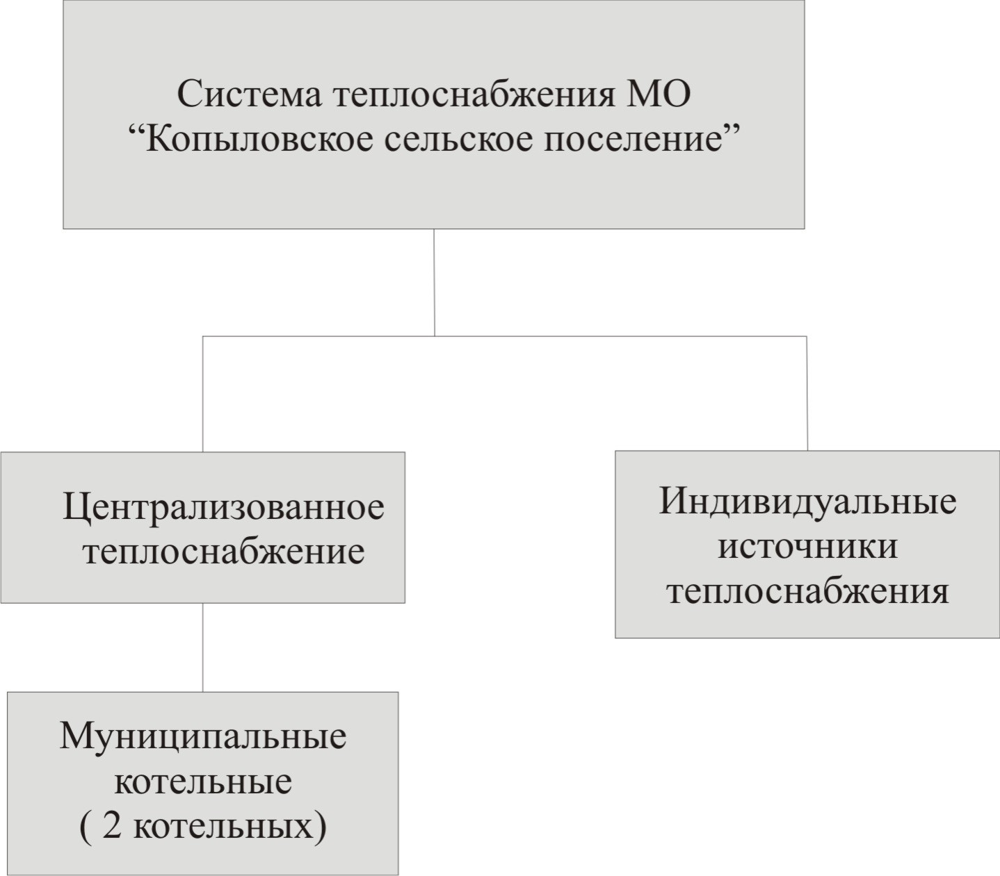 Система теплоснабжения МО
“Копыловское сельское поселение”
Централизованное
теплоснабжение
Индивидуальные
источники
теплоснабжения
Муниципальные
котельные
( 2 котельных)